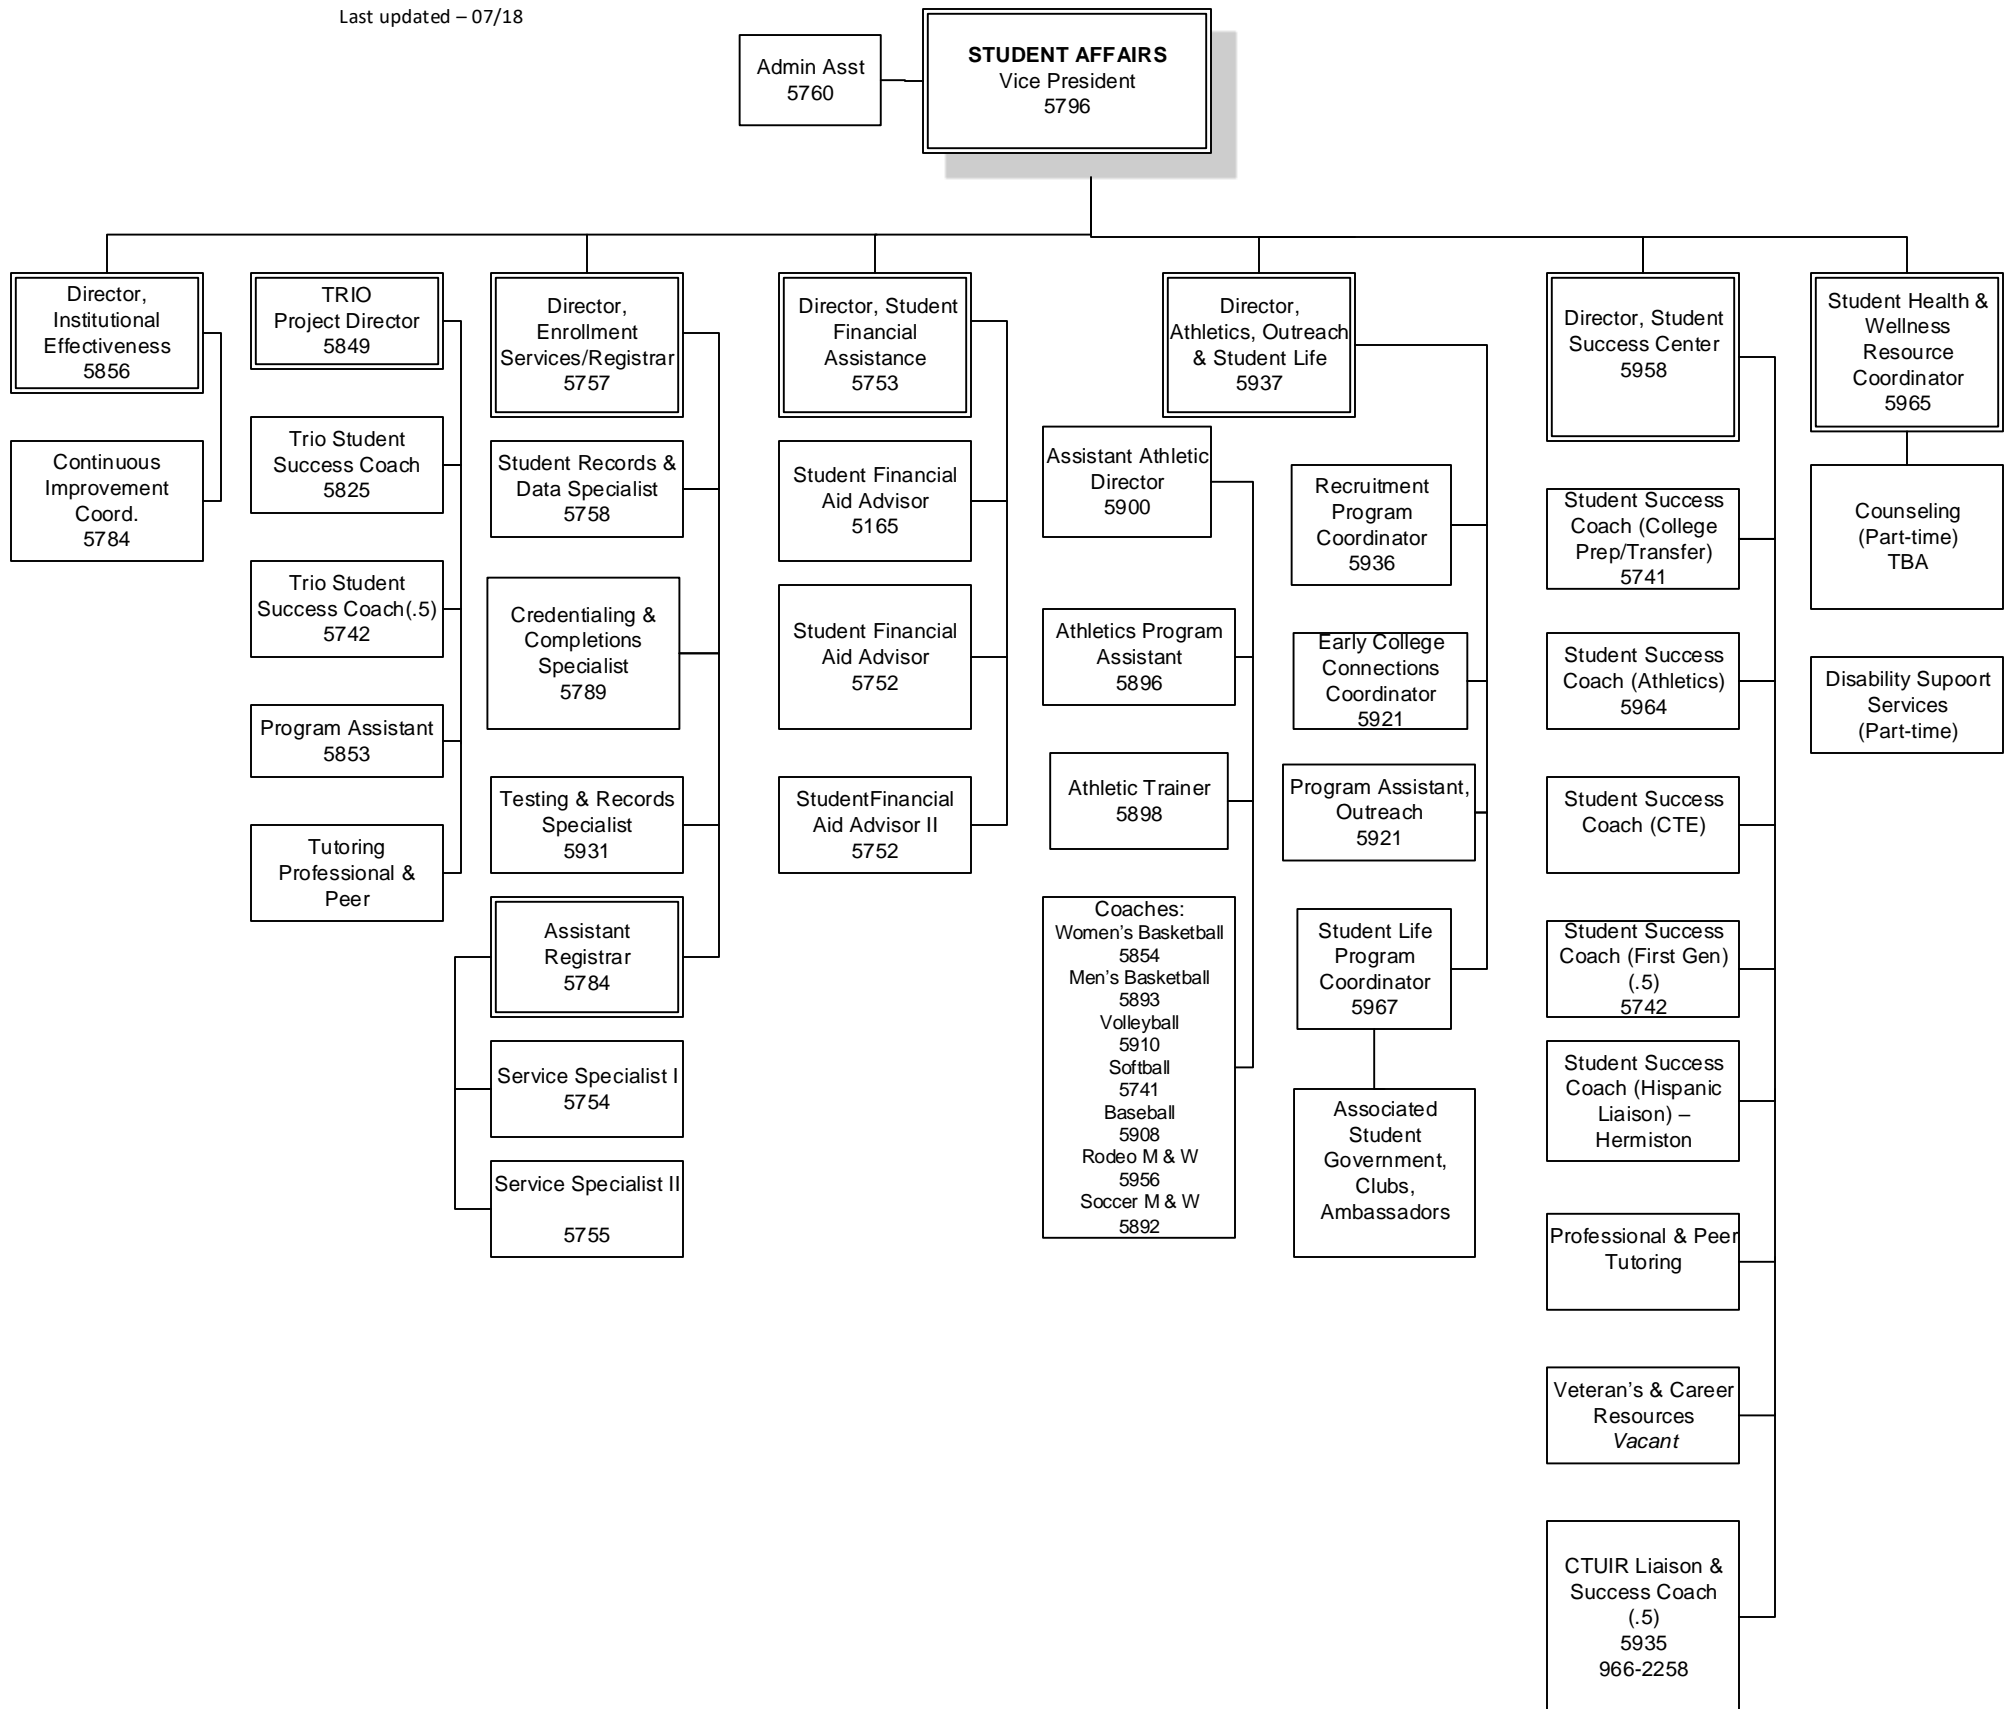 Last updated – 07/18
Admin Asst
5760
STUDENT AFFAIRS
Vice President
5796
Director,
Institutional
Effectiveness
5856
Continuous
Improvement
Coord.
5784
TRIO
Project Director
5849
Trio Student
Success Coach
5825
Trio Student
Success Coach(.5)
5742
Program Assistant
5853
Tutoring
Professional &
Peer
Director,
Enrollment
Services/Registrar
5757
Student Records &
Data Specialist
5758
Credentialing &
Completions
Specialist
5789
Testing & Records
Specialist
5931
Assistant
Registrar
5784
Service Specialist I
5754
Service Specialist II
5755
Director, Student
Financial
Assistance
5753
Student Financial
Aid Advisor
5165
Student Financial
Aid Advisor
5752
StudentFinancial
Aid Advisor II
5752
Director,
Athletics, Outreach
& Student Life
5937
Assistant Athletic
Director
5900
Athletics Program
Assistant
5896
Athletic Trainer
5898
Coaches:
Women's Basketball
5854
Men's Basketball
5893
Volleyball
5910
Softball
5741
Baseball
5908
Rodeo M & W
5956
Soccer M & W
5892
Recruitment
Program
Coordinator
5936
Early College
Connections
Coordinator
5921
Program Assistant,
Outreach
5921
Student Life
Program
Coordinator
5967
Associated
Student
Government,
Clubs,
Ambassadors
Director, Student
Success Center
5958
Student Success
Coach (College
Prep/Transfer)
5741
Student Success
Coach (Athletics)
5964
Student Success
Coach (CTE)
Student Success
Coach (First Gen)
(.5)
5742
Student Success
Coach (Hispanic
Liaison) –
Hermiston
Professional & Peer
Tutoring
Veteran's & Career
Resources
Vacant
CTUIR Liaison &
Success Coach
(.5)
5935
966-2258
Student Health &
Wellness
Resource
Coordinator
5965
Counseling
(Part-time)
TBA
Disability Supoort
Services
(Part-time)